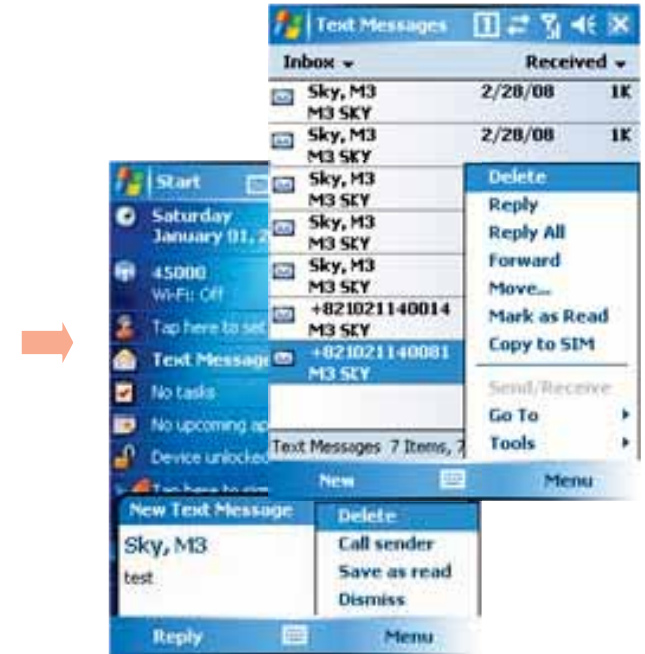 Text Messages
Inbox Received
Sky, M3 2/28/08 1K
M3 SKY
Sky, M3 2/28/08 1K
M3 SKY
Sky, M3
M3 SKY
Sky, M3
M3 SKY
Sky, M3
M3 SKY
+821021140014
M3 SKY
+821021140081
M3 SKY
Text Messages 7 Items, 7
New Menu
Delete
Reply
Reply All
Forward
Move...
Mark as Read
Copy to SIM
Send/Receive
Go To
Tools
Start
Saturday
January 01, 2
45000
Wi-Fi: Off
Tap here to set
Text Message
No tasks
No upcoming ap
Device unlocked
Tap here to
New Text Message
Sky, M3
test
Delete
Call sender
Save as read
Dismiss
Reply Menu